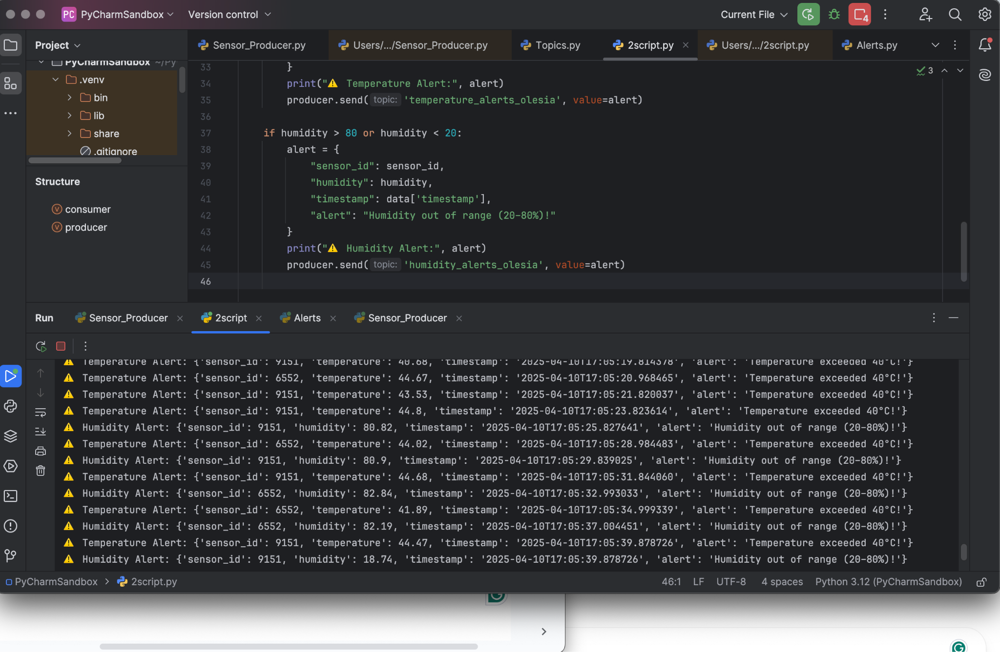 PC PyCharmSandbox Version control Current File 4
Project Sensor_Producer.py Users/.../Sensor_Producer.py Topics.py 2script.py Users/.../2script.py Alerts.py
PyCharmSandbox ~/Py
.venv
bin
lib
share
.gitignore
Structure
consumer
producer
3
33 }
34 print("⚠ Temperature Alert:", alert)
35 producer.send( topic: 'temperature_alerts_olesia', value=alert)
36
37 if humidity > 80 or humidity < 20:
38 alert = {
39 "sensor_id": sensor_id,
40 "humidity": humidity,
41 "timestamp": data['timestamp'],
42 "alert": "Humidity out of range (20-80%)!"
43 }
44 print("⚠ Humidity Alert:", alert)
45 producer.send( topic: 'humidity_alerts_olesia', value=alert)
46
Run Sensor_Producer 2script Alerts Sensor_Producer
⚠ Temperature Alert: {'sensor_id': 9151, 'temperature': 40.68, 'timestamp': '2025-04-10T17:05:19.814378', 'alert': 'Temperature exceeded 40°C!'}
⚠ Temperature Alert: {'sensor_id': 6552, 'temperature': 44.67, 'timestamp': '2025-04-10T17:05:20.968465', 'alert': 'Temperature exceeded 40°C!'}
⚠ Temperature Alert: {'sensor_id': 9151, 'temperature': 43.53, 'timestamp': '2025-04-10T17:05:21.820037', 'alert': 'Temperature exceeded 40°C!'}
⚠ Temperature Alert: {'sensor_id': 9151, 'temperature': 44.8, 'timestamp': '2025-04-10T17:05:23.823614', 'alert': 'Temperature exceeded 40°C!'}
⚠ Humidity Alert: {'sensor_id': 9151, 'humidity': 80.82, 'timestamp': '2025-04-10T17:05:25.827641', 'alert': 'Humidity out of range (20-80%)!'}
⚠ Temperature Alert: {'sensor_id': 6552, 'temperature': 44.02, 'timestamp': '2025-04-10T17:05:28.984483', 'alert': 'Temperature exceeded 40°C!'}
⚠ Humidity Alert: {'sensor_id': 9151, 'humidity': 80.9, 'timestamp': '2025-04-10T17:05:29.839025', 'alert': 'Humidity out of range (20-80%)!'}
⚠ Temperature Alert: {'sensor_id': 9151, 'temperature': 44.68, 'timestamp': '2025-04-10T17:05:31.844060', 'alert': 'Temperature exceeded 40°C!'}
⚠ Humidity Alert: {'sensor_id': 6552, 'humidity': 82.84, 'timestamp': '2025-04-10T17:05:32.993033', 'alert': 'Humidity out of range (20-80%)!'}
⚠ Temperature Alert: {'sensor_id': 6552, 'temperature': 41.89, 'timestamp': '2025-04-10T17:05:34.999339', 'alert': 'Temperature exceeded 40°C!'}
⚠ Humidity Alert: {'sensor_id': 6552, 'humidity': 82.19, 'timestamp': '2025-04-10T17:05:37.004451', 'alert': 'Humidity out of range (20-80%)!'}
⚠ Temperature Alert: {'sensor_id': 9151, 'temperature': 44.47, 'timestamp': '2025-04-10T17:05:39.878726', 'alert': 'Temperature exceeded 40°C!'}
⚠ Humidity Alert: {'sensor_id': 9151, 'humidity': 18.74, 'timestamp': '2025-04-10T17:05:39.878726', 'alert': 'Humidity out of range (20-80%)!'}
PyCharmSandbox > 2script.py 46:1 LF UTF-8 4 spaces Python 3.12 (PyCharmSandbox)